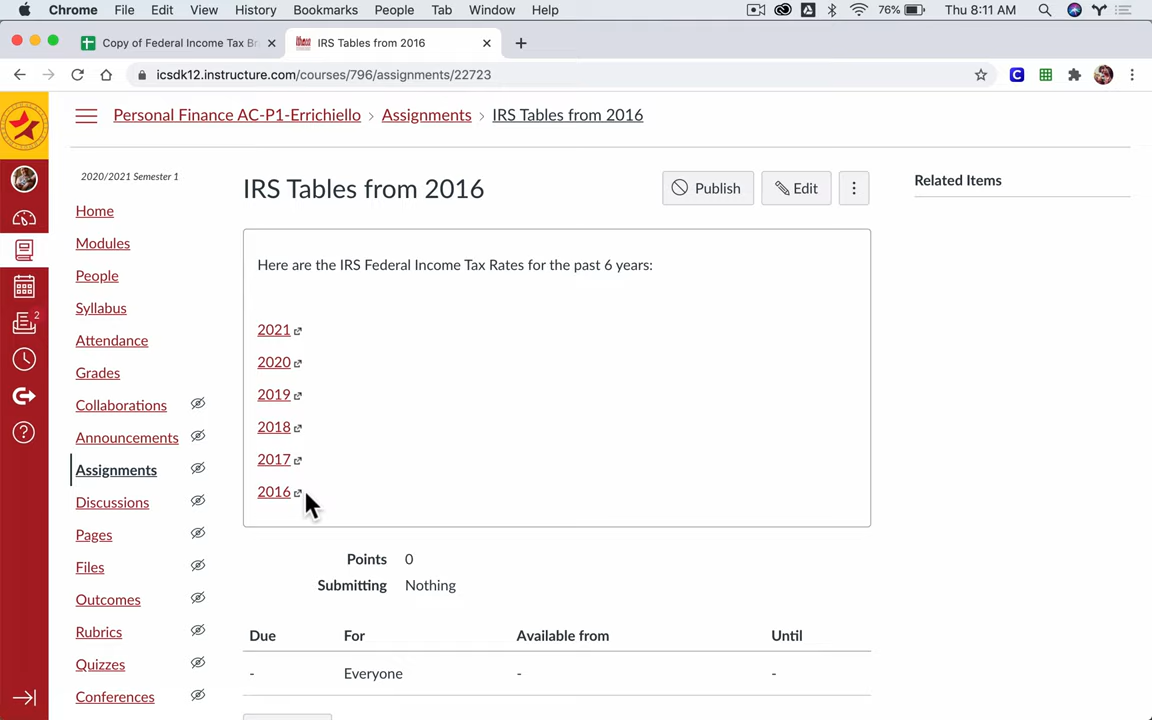 Chrome File Edit View History Bookmarks People Tab Window Help 76% Thu 8:11 AM
Copy of Federal Income Tax Br
IRS Tables from 2016
icsdk12.instructure.com/courses/796/assignments/22723
Personal Finance AC-P1-Errichiello > Assignments > IRS Tables from 2016
2020/2021 Semester 1
Home
Modules
People
Syllabus
Attendance
Grades
Collaborations
Announcements
Assignments
Discussions
Pages
Files
Outcomes
Rubrics
Quizzes
Conferences
2
IRS Tables from 2016
Publish
Edit
Here are the IRS Federal Income Tax Rates for the past 6 years:
2021
2020
2019
2018
2017
2016
Points 0
Submitting Nothing
Due For Available from Until
- Everyone - -
Related Items